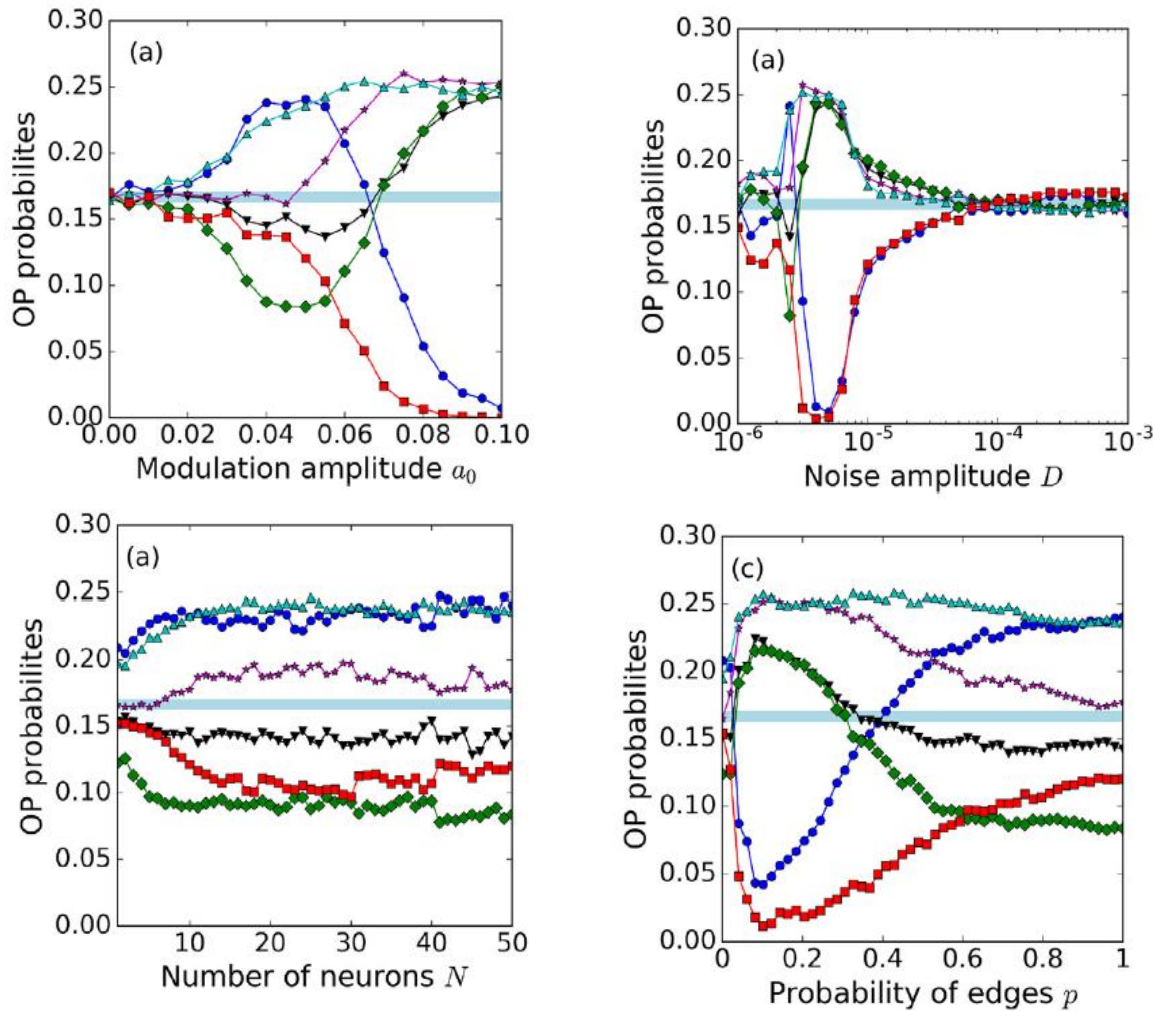 (a)
OP probabilites
0.30
0.25
0.20
0.15
0.10
0.05
0.00
0.00 0.02 0.04 0.06 0.08 0.10
Modulation amplitude a₀
(a)
OP probabilites
0.30
0.25
0.20
0.15
0.10
0.05
0.00
10⁻⁶ 10⁻⁵ 10⁻⁴ 10⁻³
Noise amplitude D
(a)
OP probabilites
0.30
0.25
0.20
0.15
0.10
0.05
0.00
10 20 30 40 50
Number of neurons N
(c)
OP probabilites
0.30
0.25
0.20
0.15
0.10
0.05
0.00
0 0.2 0.4 0.6 0.8 1
Probability of edges p